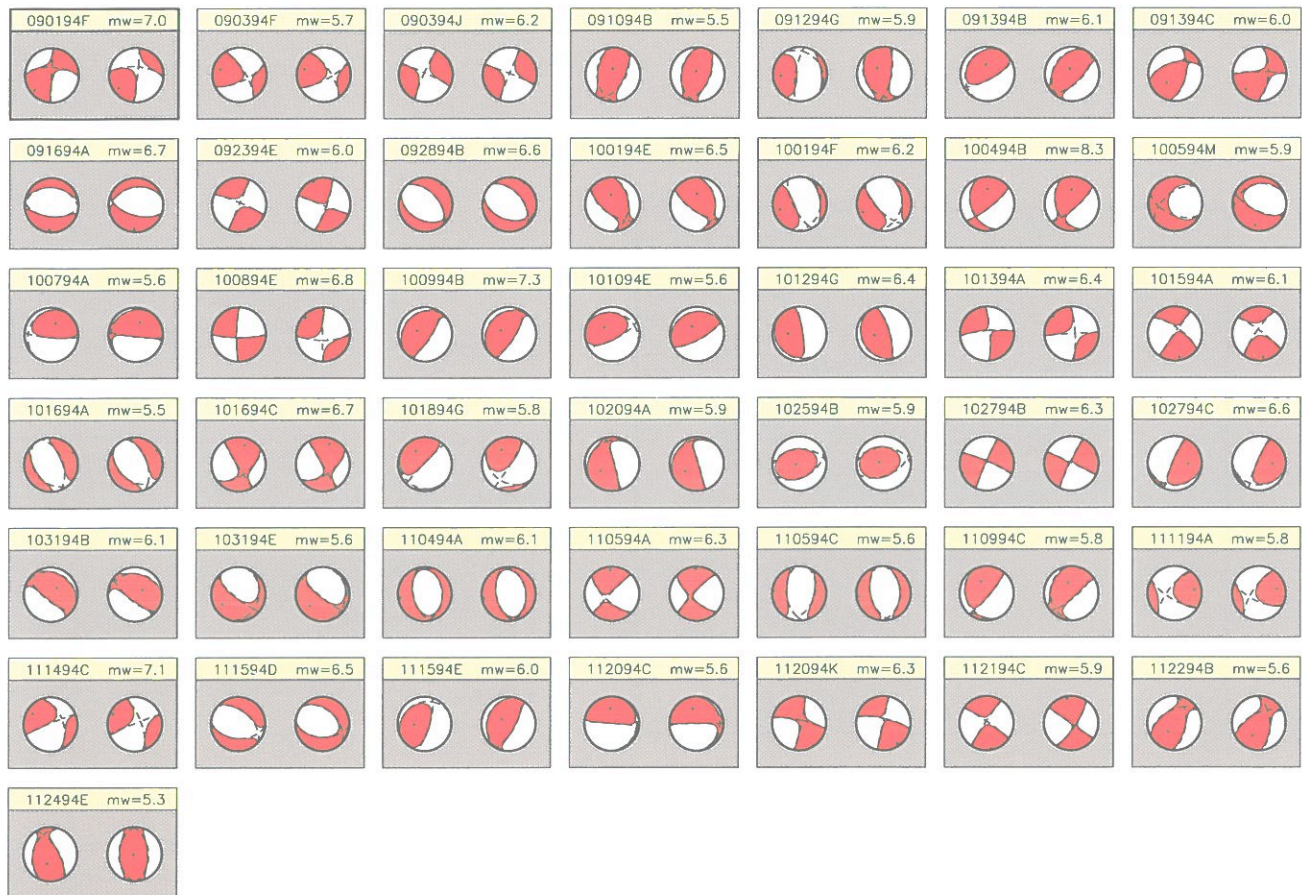 090194F mw=7.0 090394F mw=5.7 090394J mw=6.2 091094B mw=5.5 091294G mw=5.9 091394B mw=6.1 091394C mw=6.0
091694A mw=6.7 092394E mw=6.0 092894B mw=6.6 100194E mw=6.5 100194F mw=6.2 100494B mw=8.3 100594M mw=5.9
100794A mw=5.6 100894E mw=6.8 100994B mw=7.3 101094E mw=5.6 101294G mw=6.4 101394A mw=6.4 101594A mw=6.1
101694A mw=5.5 101694C mw=6.7 101894G mw=5.8 102094A mw=5.9 102594B mw=5.9 102794B mw=6.3 102794C mw=6.6
103194B mw=6.1 103194E mw=5.6 110494A mw=6.1 110594A mw=6.3 110594C mw=5.6 110994C mw=5.8 111194A mw=5.8
111494C mw=7.1 111594D mw=6.5 111594E mw=6.0 112094C mw=5.6 112094K mw=6.3 112194C mw=5.9 112294B mw=5.6
112494E mw=5.3